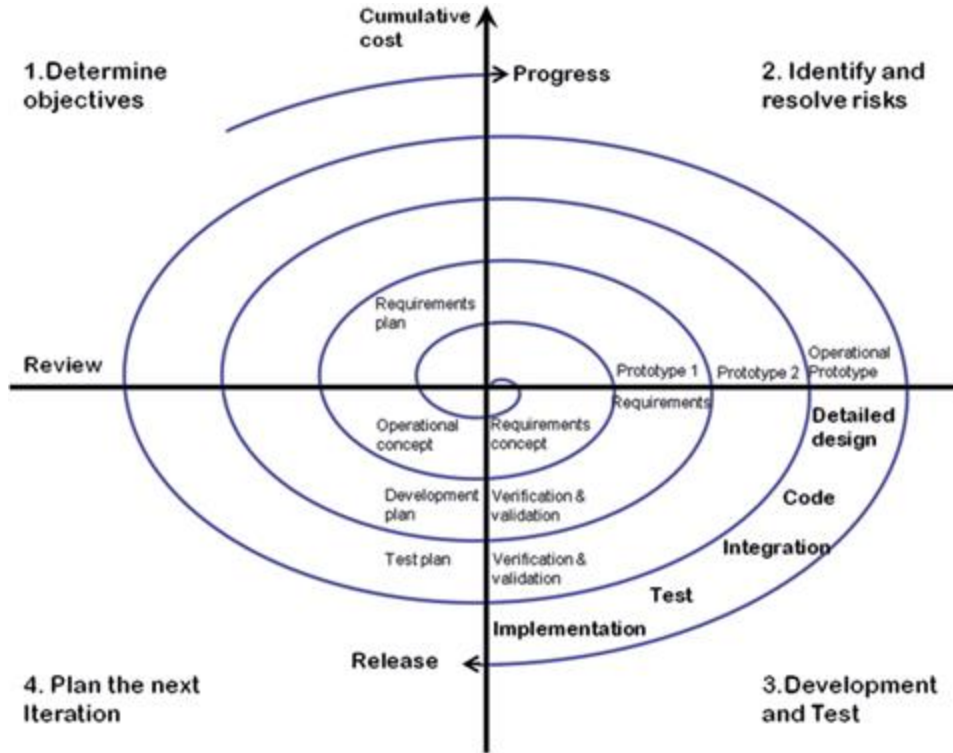 Cumulative
cost
1.Determine
objectives
Progress
2. Identify and
resolve risks
Requirements
plan
Review
Prototype 1
Prototype 2
Operational
Prototype
Requirements
Operational
concept
Requirements
concept
Detailed
design
Development
plan
Verification &
validation
Code
Integration
Test plan
Verification &
validation
Test
Implementation
Release
4. Plan the next
Iteration
3.Development
and Test